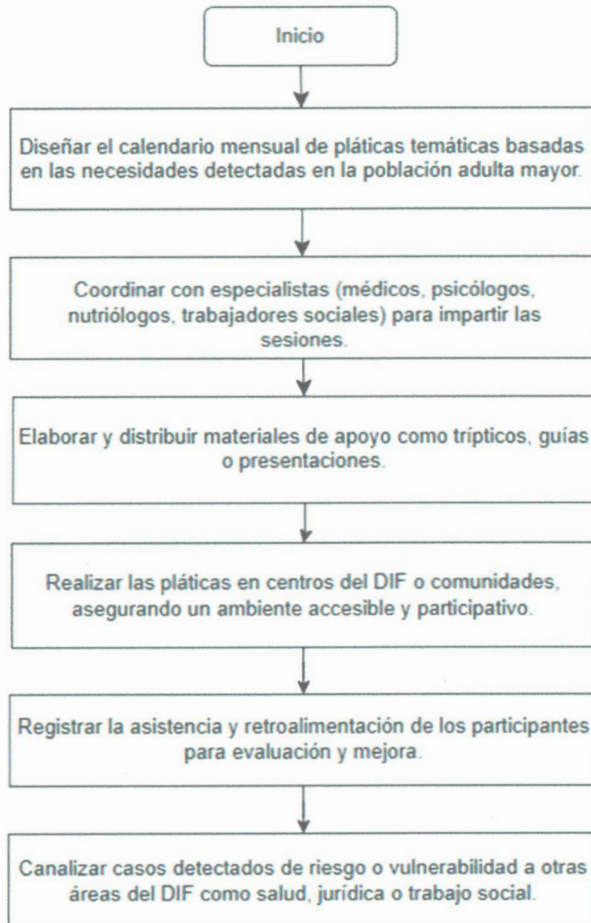 Inicio
Diseñar el calendario mensual de pláticas temáticas basadas
en las necesidades detectadas en la población adulta mayor.
Coordinar con especialistas (médicos, psicólogos,
nutriólogos, trabajadores sociales) para impartir las
sesiones.
Elaborar y distribuir materiales de apoyo como trípticos, guías
o presentaciones.
Realizar las pláticas en centros del DIF o comunidades,
asegurando un ambiente accesible y participativo.
Registrar la asistencia y retroalimentación de los participantes
para evaluación y mejora.
Canalizar casos detectados de riesgo o vulnerabilidad a otras
áreas del DIF como salud, jurídica o trabajo social.